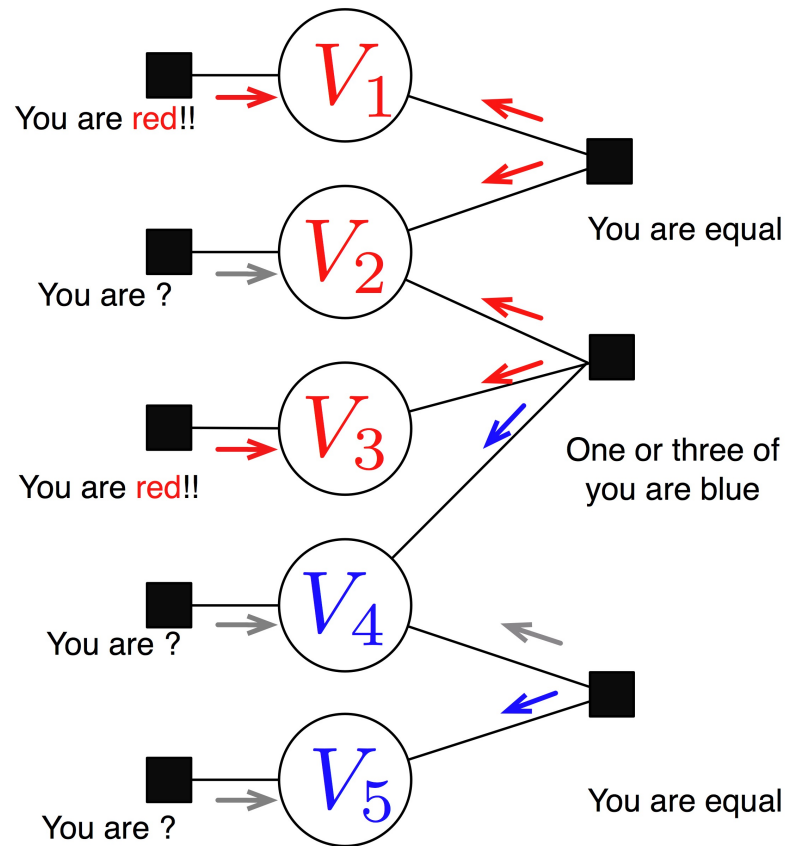 V1
You are red!!
You are equal
V2
You are ?
V3
You are red!!
One or three of
you are blue
V4
You are ?
V5
You are equal
You are ?